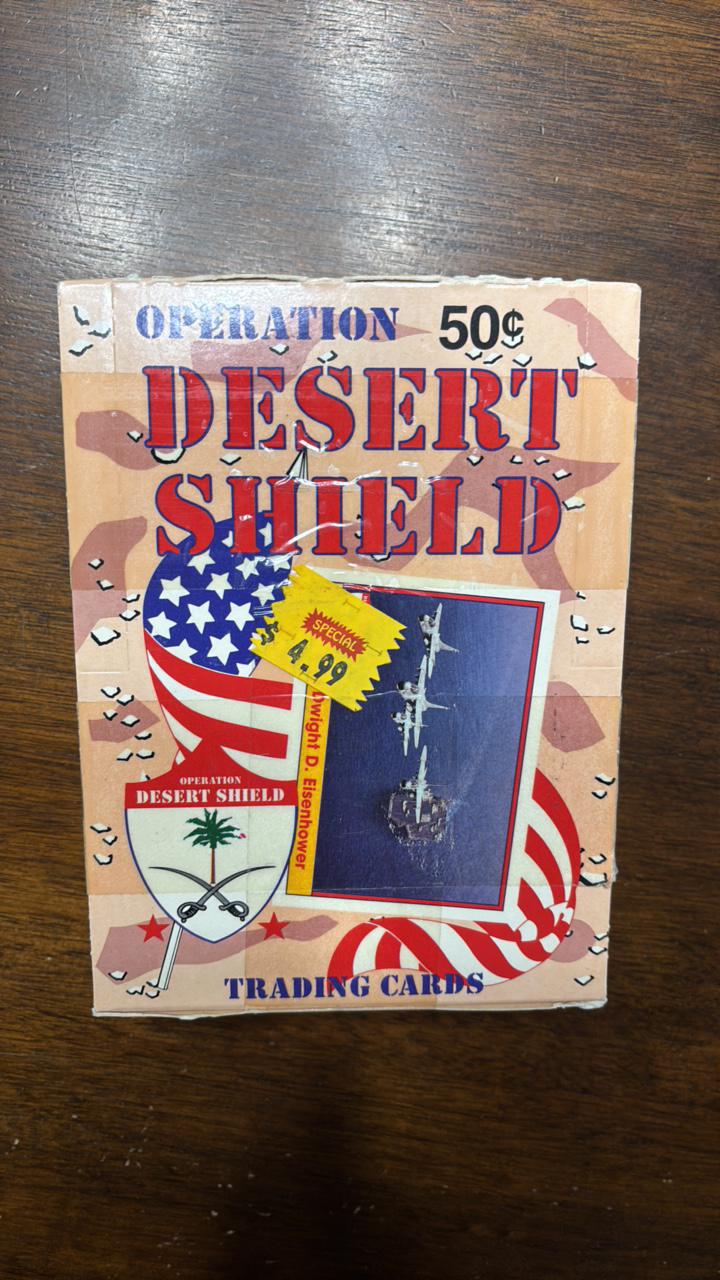 OPERATION 50¢
DESERT
SHIELD
SPECIAL
$ 4.99
Dwight D. Eisenhower
OPERATION
DESERT SHIELD
TRADING CARDS